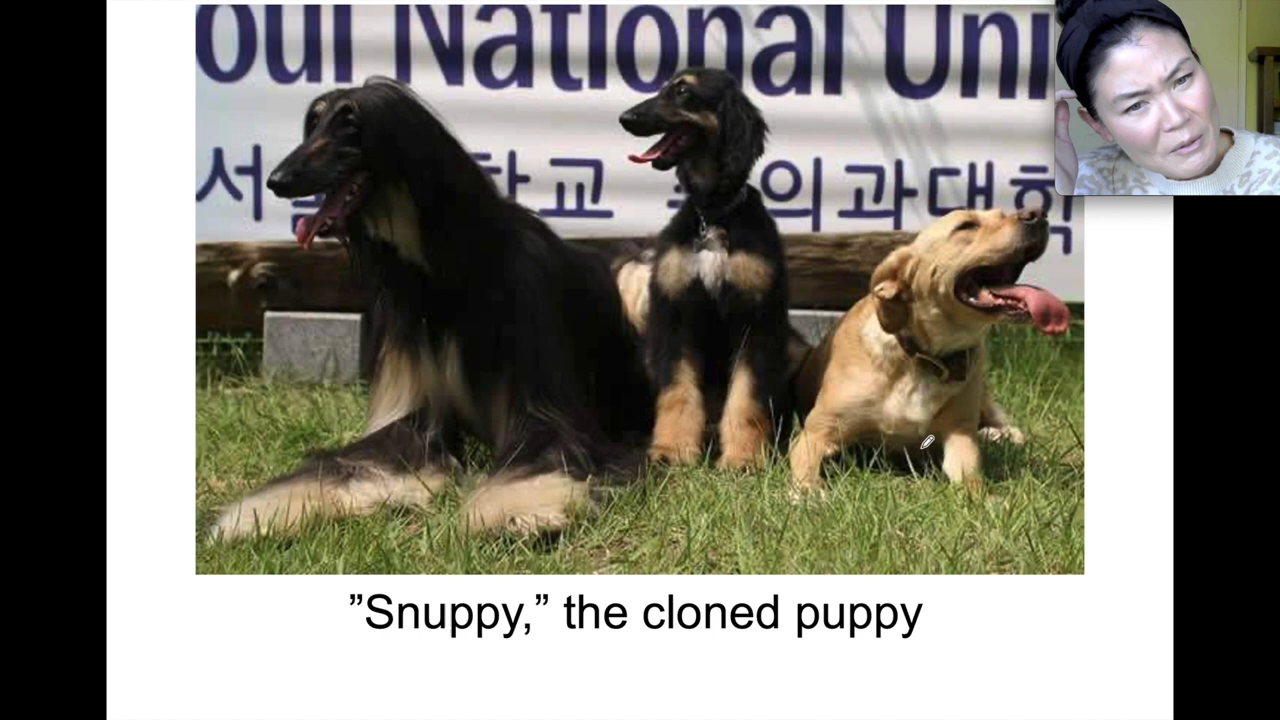 oul National Uni
서 학교 의과대학
”Snuppy,” the cloned puppy